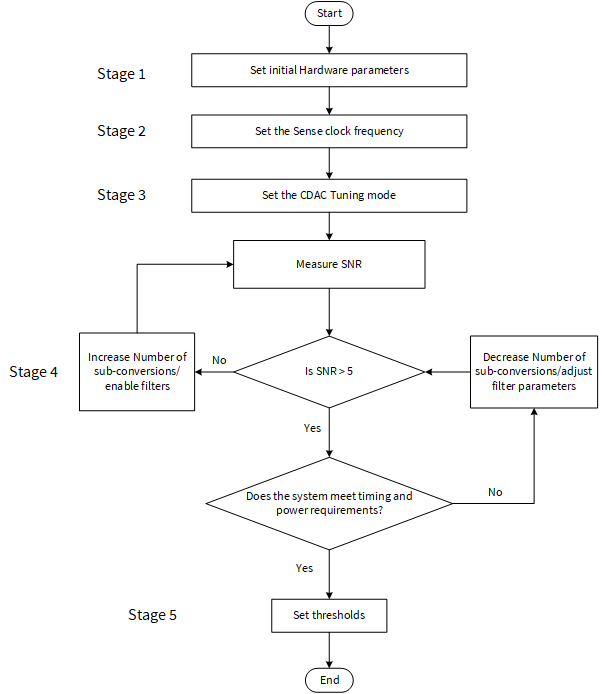 Start
Stage 1
Set initial Hardware parameters
Stage 2
Set the Sense clock frequency
Stage 3
Set the CDAC Tuning mode
Measure SNR
Stage 4
Increase Number of
sub-conversions/
enable filters
No
Is SNR > 5
Decrease Number of
sub-conversions/adjust
filter parameters
Yes
Does the system meet timing and
power requirements?
No
Yes
Stage 5
Set thresholds
End